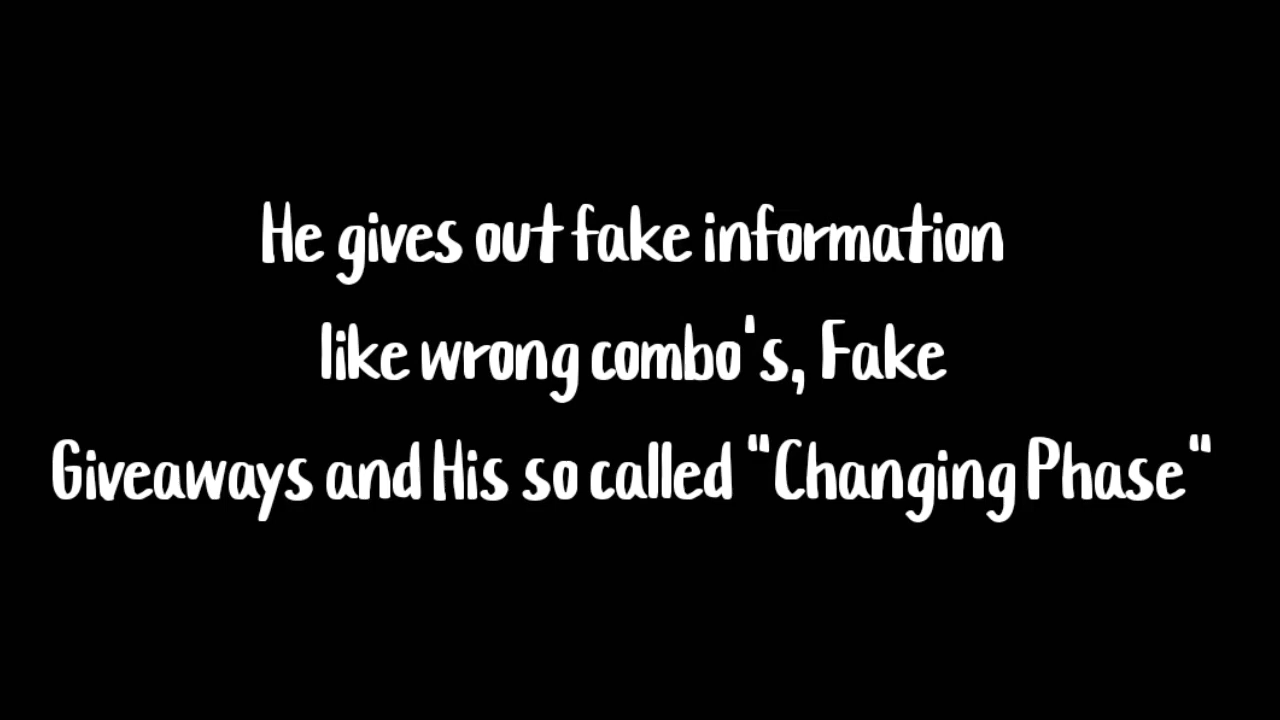 He gives out fake information
like wrong combo's, Fake
Giveaways and His so called "Changing Phase"